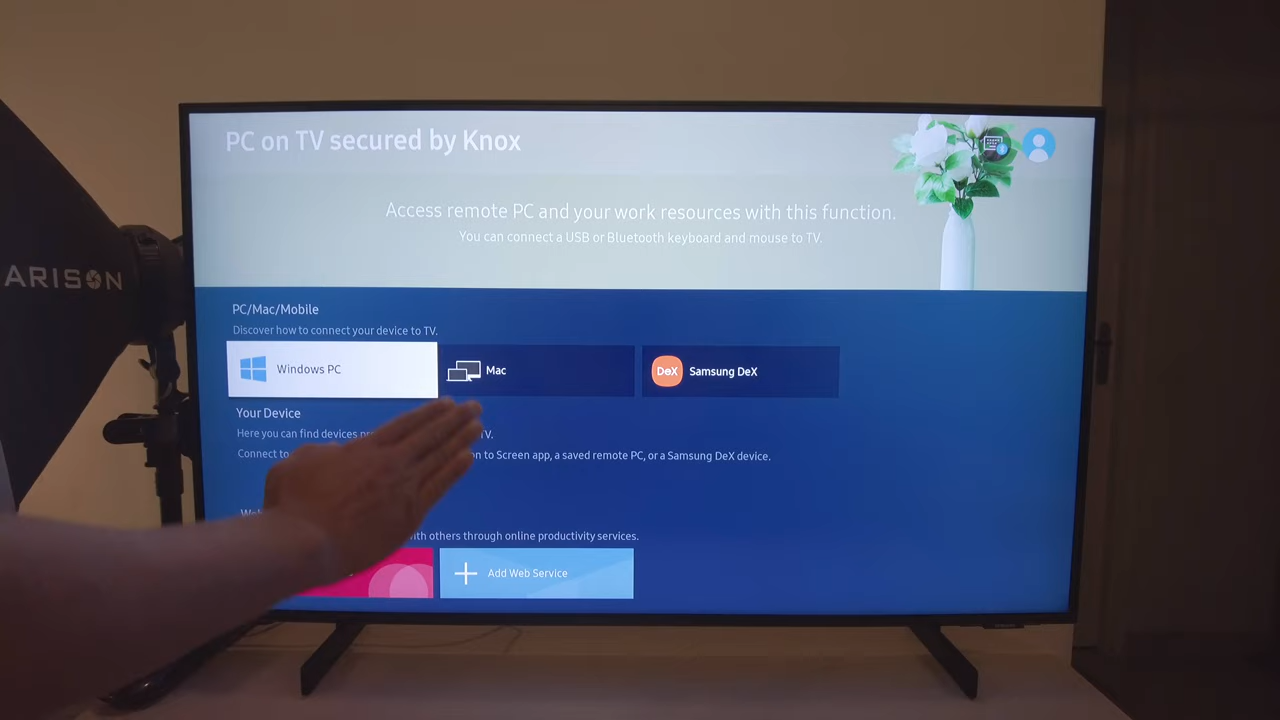 PC on TV secured by Knox
Access remote PC and your work resources with this function.
You can connect a USB or Bluetooth keyboard and mouse to TV.
ARISON
PC/Mac/Mobile
Discover how to connect your device to TV.
Windows PC
Mac
DeX
Samsung DeX
Your Device
Here you can find devices TV.
Connect to to Screen app, a saved remote PC, or a Samsung DeX device.
others through online productivity services.
Add Web Service